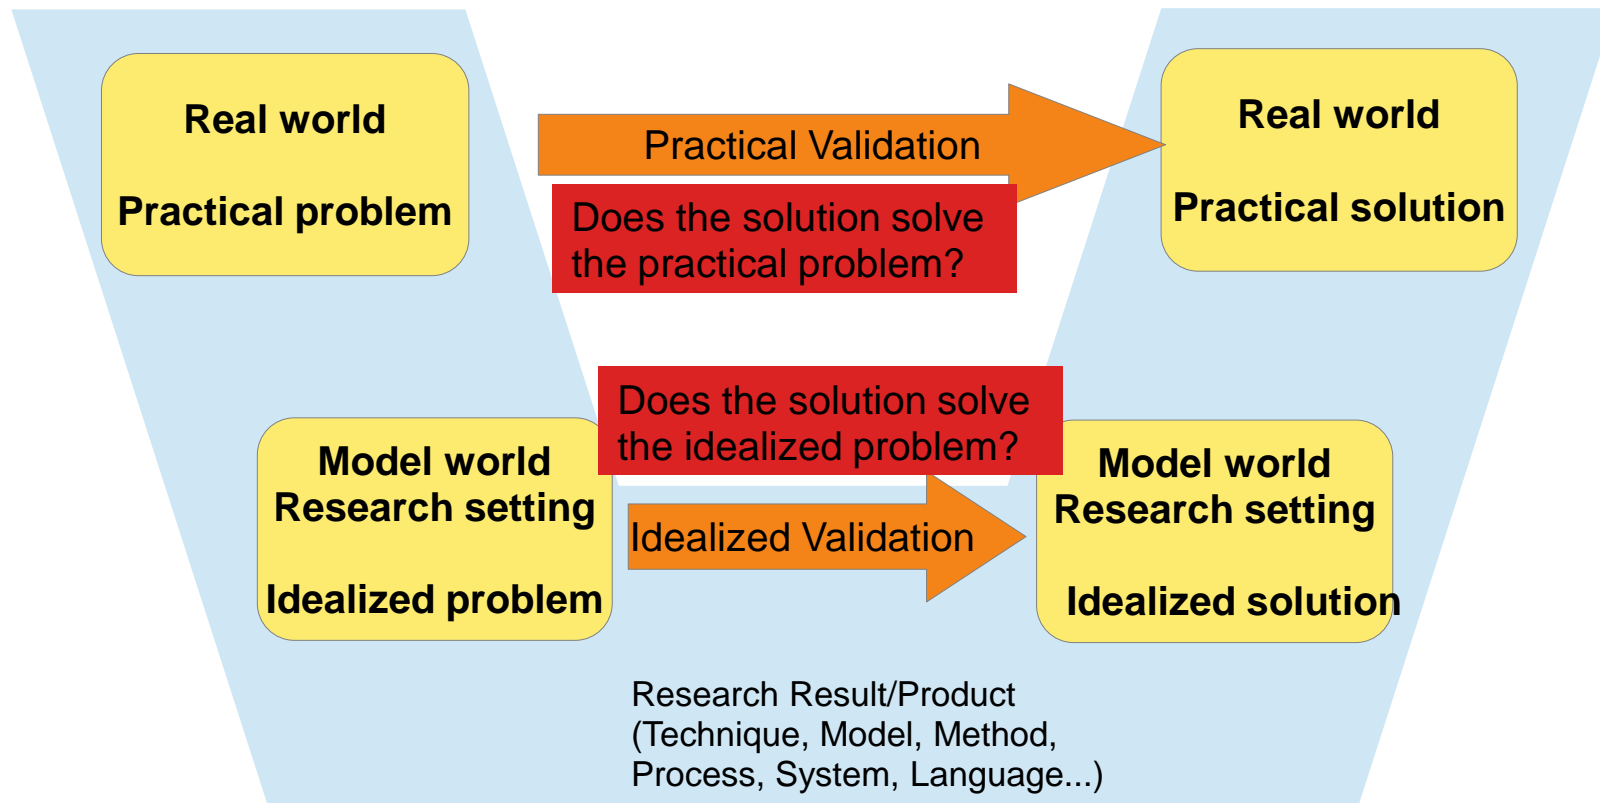 Real world
Practical problem
Practical Validation
Does the solution solve
the practical problem?
Real world
Practical solution
Model world
Research setting
Idealized problem
Does the solution solve
the idealized problem?
Idealized Validation
Model world
Research setting
Idealized solution
Research Result/Product
(Technique, Model, Method,
Process, System, Language...)